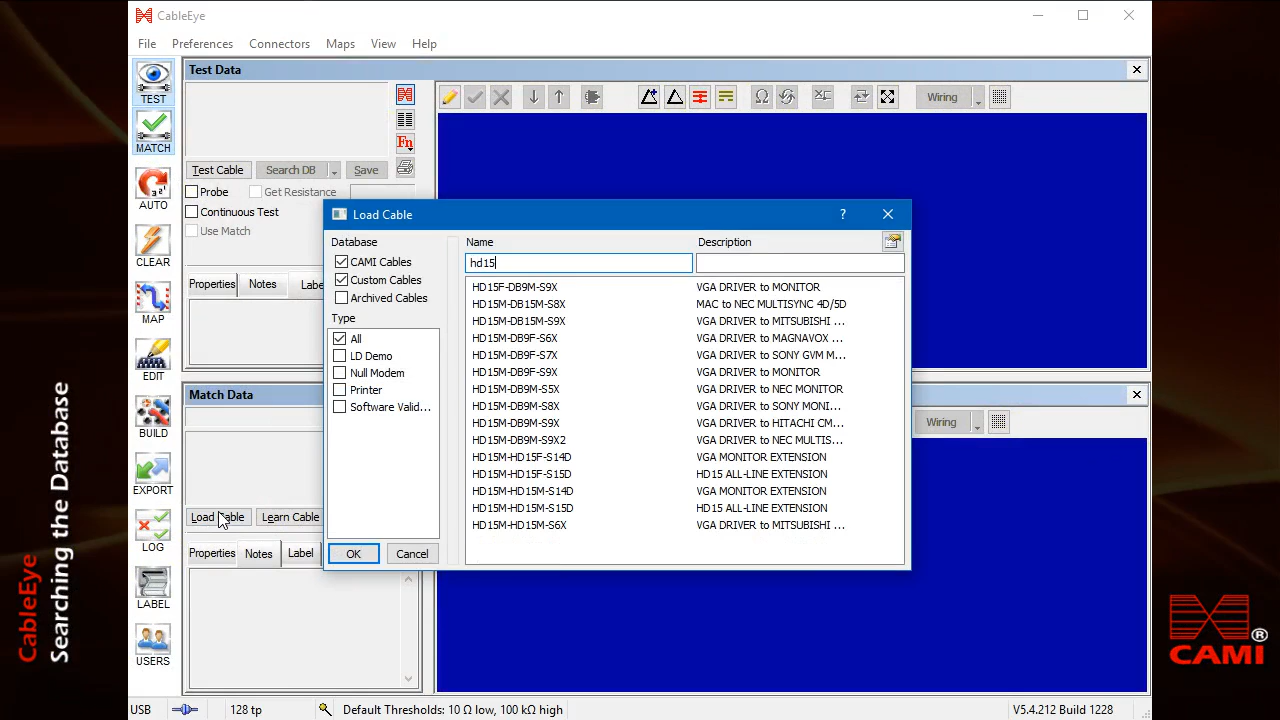 CableEye
File Preferences Connectors Maps View Help
TEST
MATCH
AUTO
CLEAR
MAP
EDIT
BUILD
EXPORT
LOG
LABEL
USERS
Test Data
Wiring
Test Cable Search DB Save
Probe Get Resistance
Continuous Test
Use Match
Properties Notes Labe
Match Data
Wiring
Load Cable Learn Cable
Properties Notes Label
Load Cable
Database
CAMI Cables
Custom Cables
Archived Cables
Type
All
LD Demo
Null Modem
Printer
Software Valid...
OK Cancel
Name Description
hd15
HD15F-DB9M-S9X VGA DRIVER to MONITOR
HD15M-DB15M-S8X MAC to NEC MULTISYNC 4D/5D
HD15M-DB15M-S9X VGA DRIVER to MITSUBISHI ...
HD15M-DB9F-S6X VGA DRIVER to MAGNAVOX ...
HD15M-DB9F-S7X VGA DRIVER to SONY GVM M...
HD15M-DB9F-S9X VGA DRIVER to MONITOR
HD15M-DB9M-S5X VGA DRIVER to NEC MONITOR
HD15M-DB9M-S8X VGA DRIVER to SONY MONI...
HD15M-DB9M-S9X VGA DRIVER to HITACHI CM...
HD15M-DB9M-S9X2 VGA DRIVER to NEC MULTIS...
HD15M-HD15F-S14D VGA MONITOR EXTENSION
HD15M-HD15F-S15D HD15 ALL-LINE EXTENSION
HD15M-HD15M-S14D VGA MONITOR EXTENSION
HD15M-HD15M-S15D HD15 ALL-LINE EXTENSION
HD15M-HD15M-S6X VGA DRIVER to MITSUBISHI ...
USB 128 tp Default Thresholds: 10 Ω low, 100 kΩ high V5.4.212 Build 1228
CableEye
Searching the Database
CAMI®